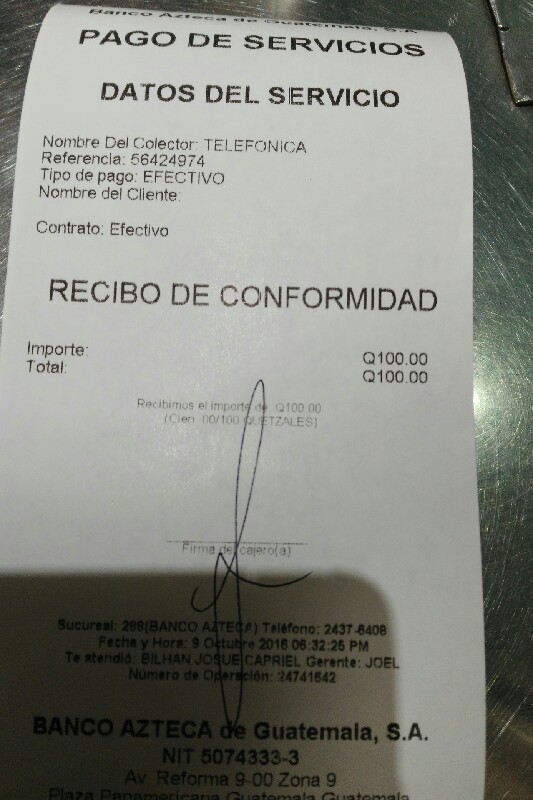 Banco Azteca de Guatemala, S.A
PAGO DE SERVICIOS
DATOS DEL SERVICIO
Nombre Del Colector: TELEFONICA
Referencia: 56424974
Tipo de pago: EFECTIVO
Nombre del Cliente:
Contrato: Efectivo
RECIBO DE CONFORMIDAD
Importe: Q100.00
Total: Q100.00
Recibimos el importe de Q100.00
(Cien 00/100 QUETZALES)
Firma del cajero(a)
Sucursal: 298(BANCO AZTECA) Teléfono: 2437-6408
Fecha y Hora: 9 Octubre 2016 06:32:25 PM
Te atendió: BILHAN JOSUE CAPRIEL Gerente: JOEL
Número de Operación: 24741642
BANCO AZTECA de Guatemala, S.A.
NIT 5074333-3
Av. Reforma 9-00 Zona 9
Plaza Panamericana Guatemala Guatemala